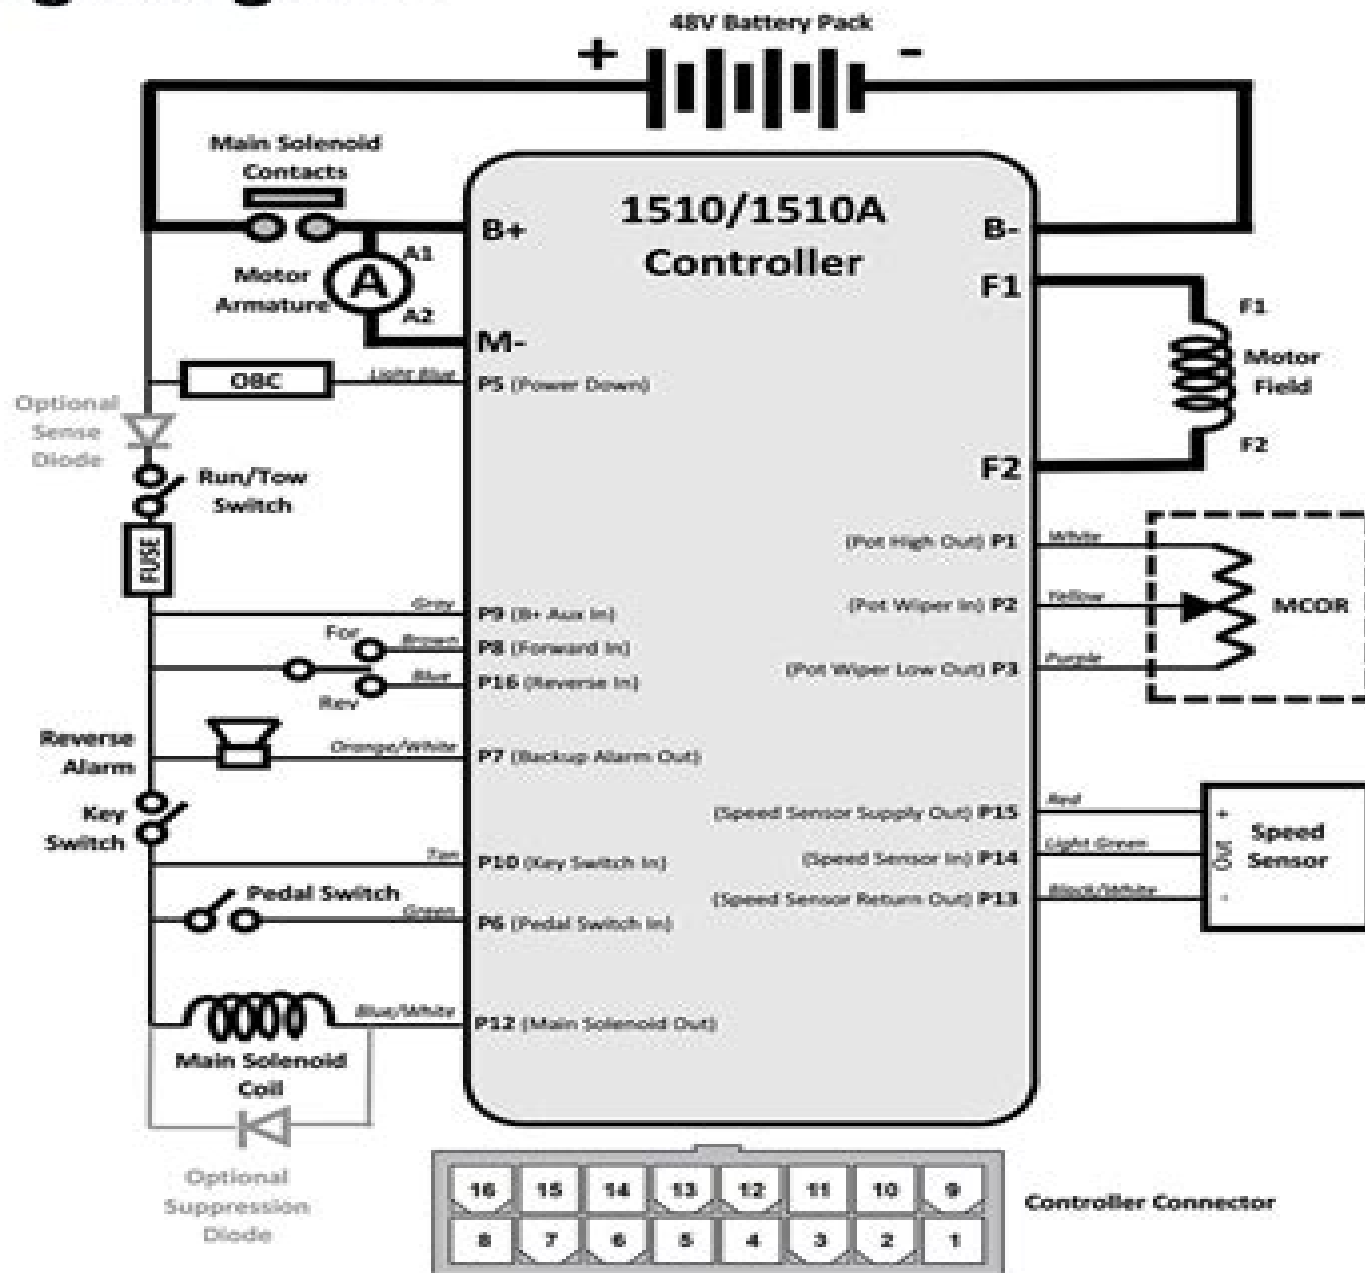 48V Battery Pack
+ -
Main Solenoid
Contacts
1510/1510A
Controller
B+
B-
A1
Motor
Armature
A
A2
M-
F1
F1
Motor
Field
F2
F2
OBC
Light Blue
P5 (Power Down)
Optional
Sense
Diode
Run/Tow
Switch
FUSE
(Pot High Out) P1
White
(Pot Wiper In) P2
Yellow
MCOR
(Pot Wiper Low Out) P3
Purple
Gray
P9 (B+ Aux In)
For
Brown
P8 (Forward In)
Blue
P16 (Reverse In)
Rev
Reverse
Alarm
Orange/White
P7 (Backup Alarm Out)
Key
Switch
(Speed Sensor Supply Out) P15
Red
+
Speed
Sensor
Out
(Speed Sensor In) P14
Light Green
(Speed Sensor Return Out) P13
Black/White
-
Tan
P10 (Key Switch In)
Pedal Switch
Green
P6 (Pedal Switch In)
Blue/White
P12 (Main Solenoid Out)
Main Solenoid
Coil
Optional
Suppression
Diode
16 15 14 13 12 11 10 9
8 7 6 5 4 3 2 1
Controller Connector